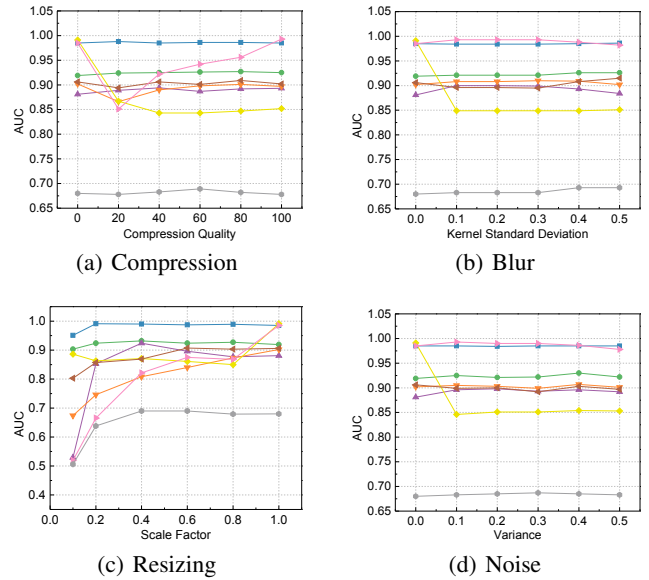 1.05
1.00
0.95
0.90
0.85
0.80
0.75
0.70
0.65
AUC
0 20 40 60 80 100
Compression Quality
(a) Compression
1.05
1.00
0.95
0.90
0.85
0.80
0.75
0.70
0.65
AUC
0.0 0.1 0.2 0.3 0.4 0.5
Kernel Standard Deviation
(b) Blur
1.0
0.9
0.8
0.7
0.6
0.5
0.4
AUC
0.0 0.2 0.4 0.6 0.8 1.0
Scale Factor
(c) Resizing
1.05
1.00
0.95
0.90
0.85
0.80
0.75
0.70
0.65
AUC
0.0 0.1 0.2 0.3 0.4 0.5
Variance
(d) Noise